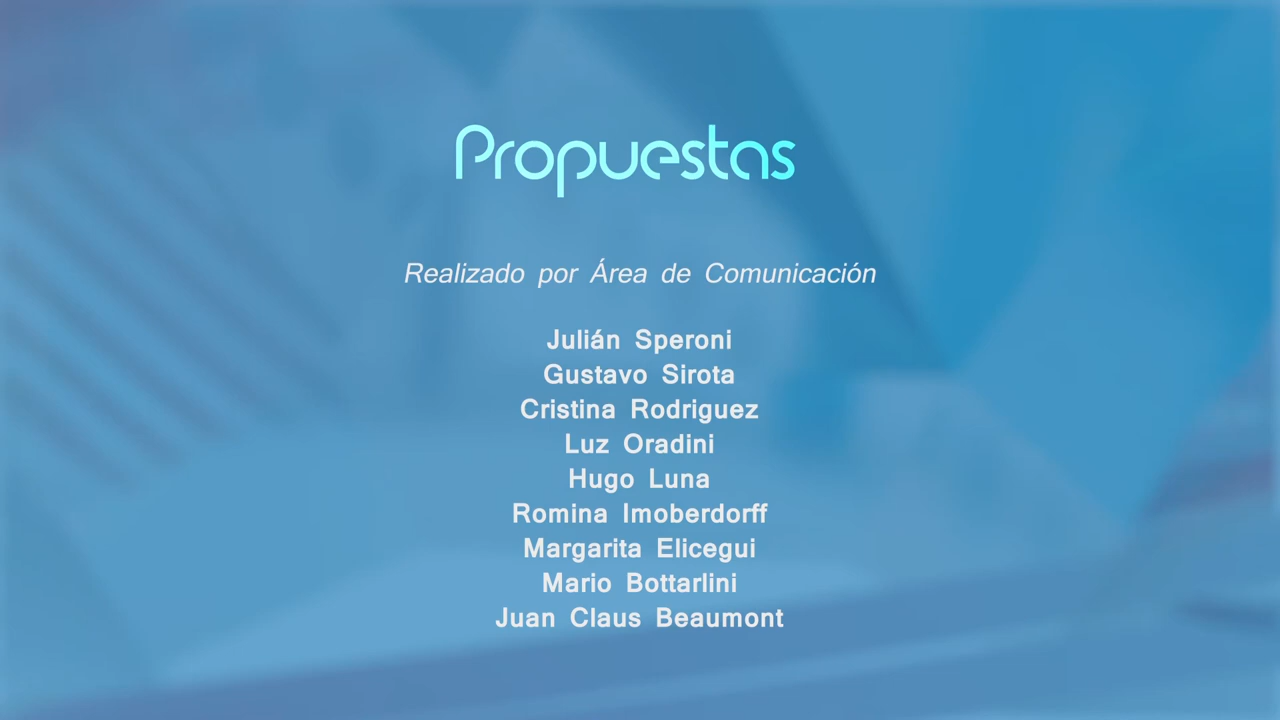 Propuestas
Realizado por Área de Comunicación
Julián Speroni
Gustavo Sirota
Cristina Rodriguez
Luz Oradini
Hugo Luna
Romina Imoberdorff
Margarita Elicegui
Mario Bottarlini
Juan Claus Beaumont